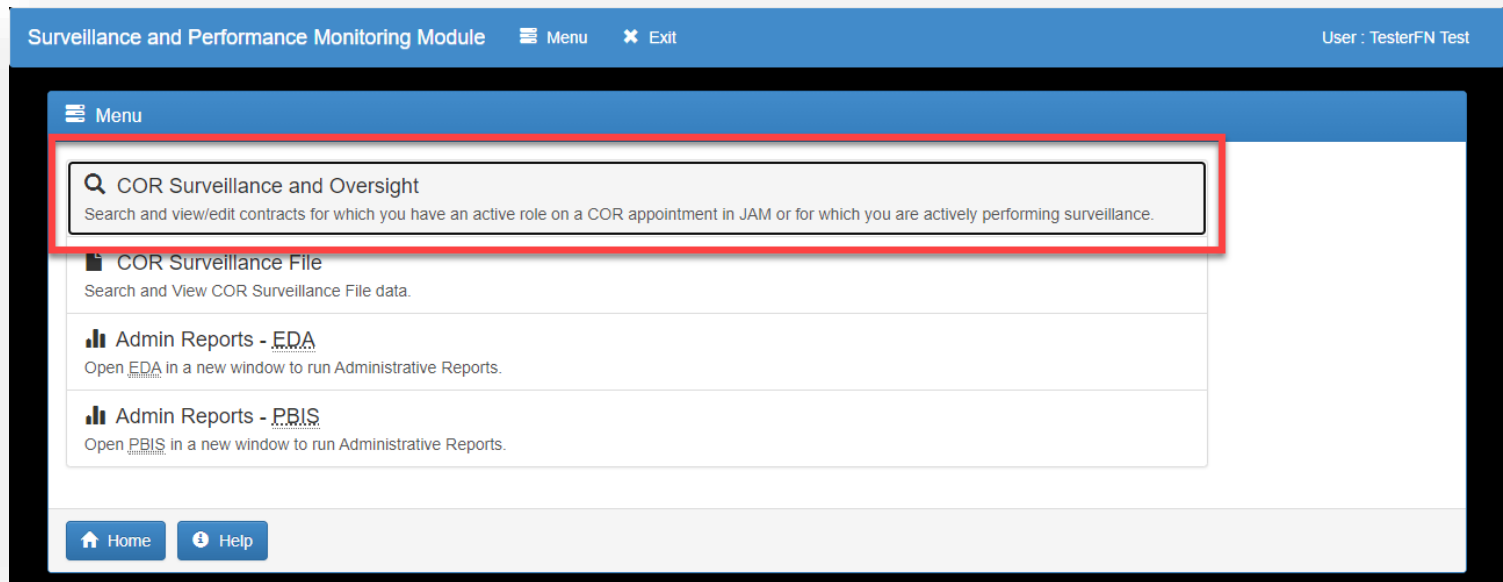 Surveillance and Performance Monitoring Module Menu Exit User : TesterFN Test
Menu
COR Surveillance and Oversight
Search and view/edit contracts for which you have an active role on a COR appointment in JAM or for which you are actively performing surveillance.
COR Surveillance File
Search and View COR Surveillance File data.
Admin Reports - EDA
Open EDA in a new window to run Administrative Reports.
Admin Reports - PBIS
Open PBIS in a new window to run Administrative Reports.
Home Help